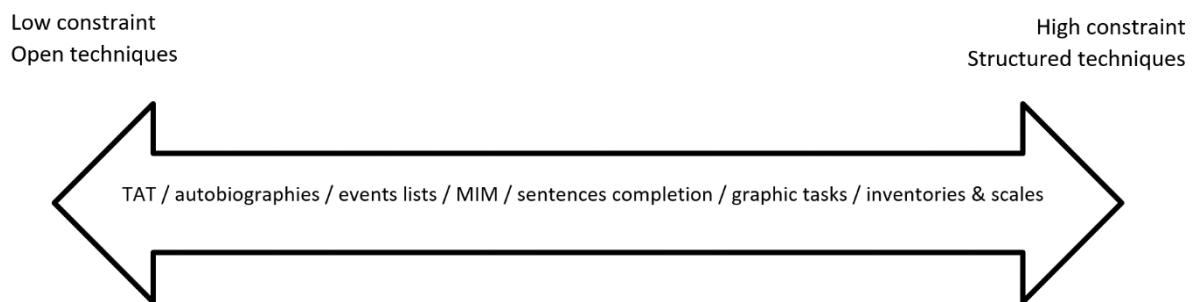 Low constraint
Open techniques
High constraint
Structured techniques
TAT / autobiographies / events lists / MIM / sentences completion / graphic tasks / inventories & scales